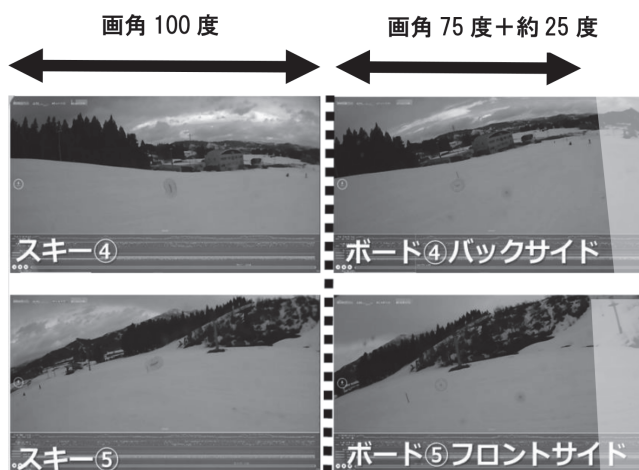 画角 100 度
画角 75 度+約 25 度
スキー④
ボード④バックサイド
スキー⑤
ボード⑤フロントサイド